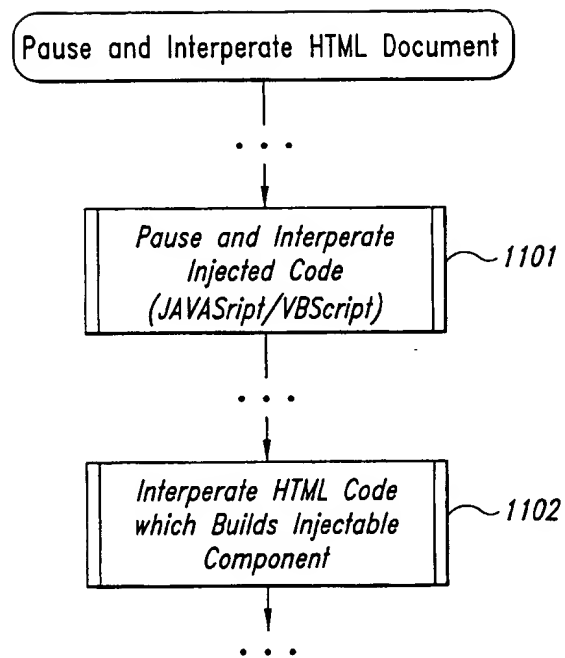 Pause and Interperate HTML Document
Pause and Interperate
Injected Code
(JAVASript/VBScript)
1101
Interperate HTML Code
which Builds Injectable
Component
1102